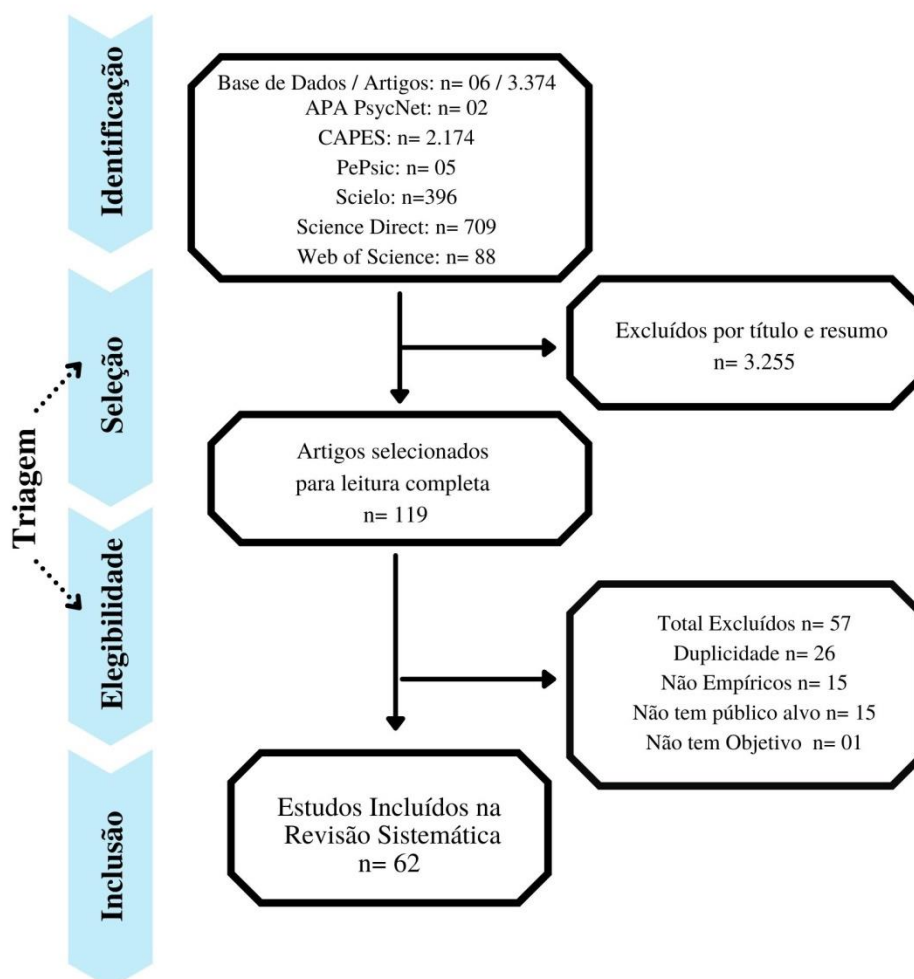 Identificação
Base de Dados / Artigos: n= 06 / 3.374
APA PsycNet: n= 02
CAPES: n= 2.174
PePsic: n= 05
Scielo: n=396
Science Direct: n= 709
Web of Science: n= 88
Triagem
Seleção
Excluídos por título e resumo
n= 3.255
Artigos selecionados
para leitura completa
n= 119
Elegibilidade
Total Excluídos n= 57
Duplicidade n= 26
Não Empíricos n= 15
Não tem público alvo n= 15
Não tem Objetivo n= 01
Inclusão
Estudos Incluídos na
Revisão Sistemática
n= 62